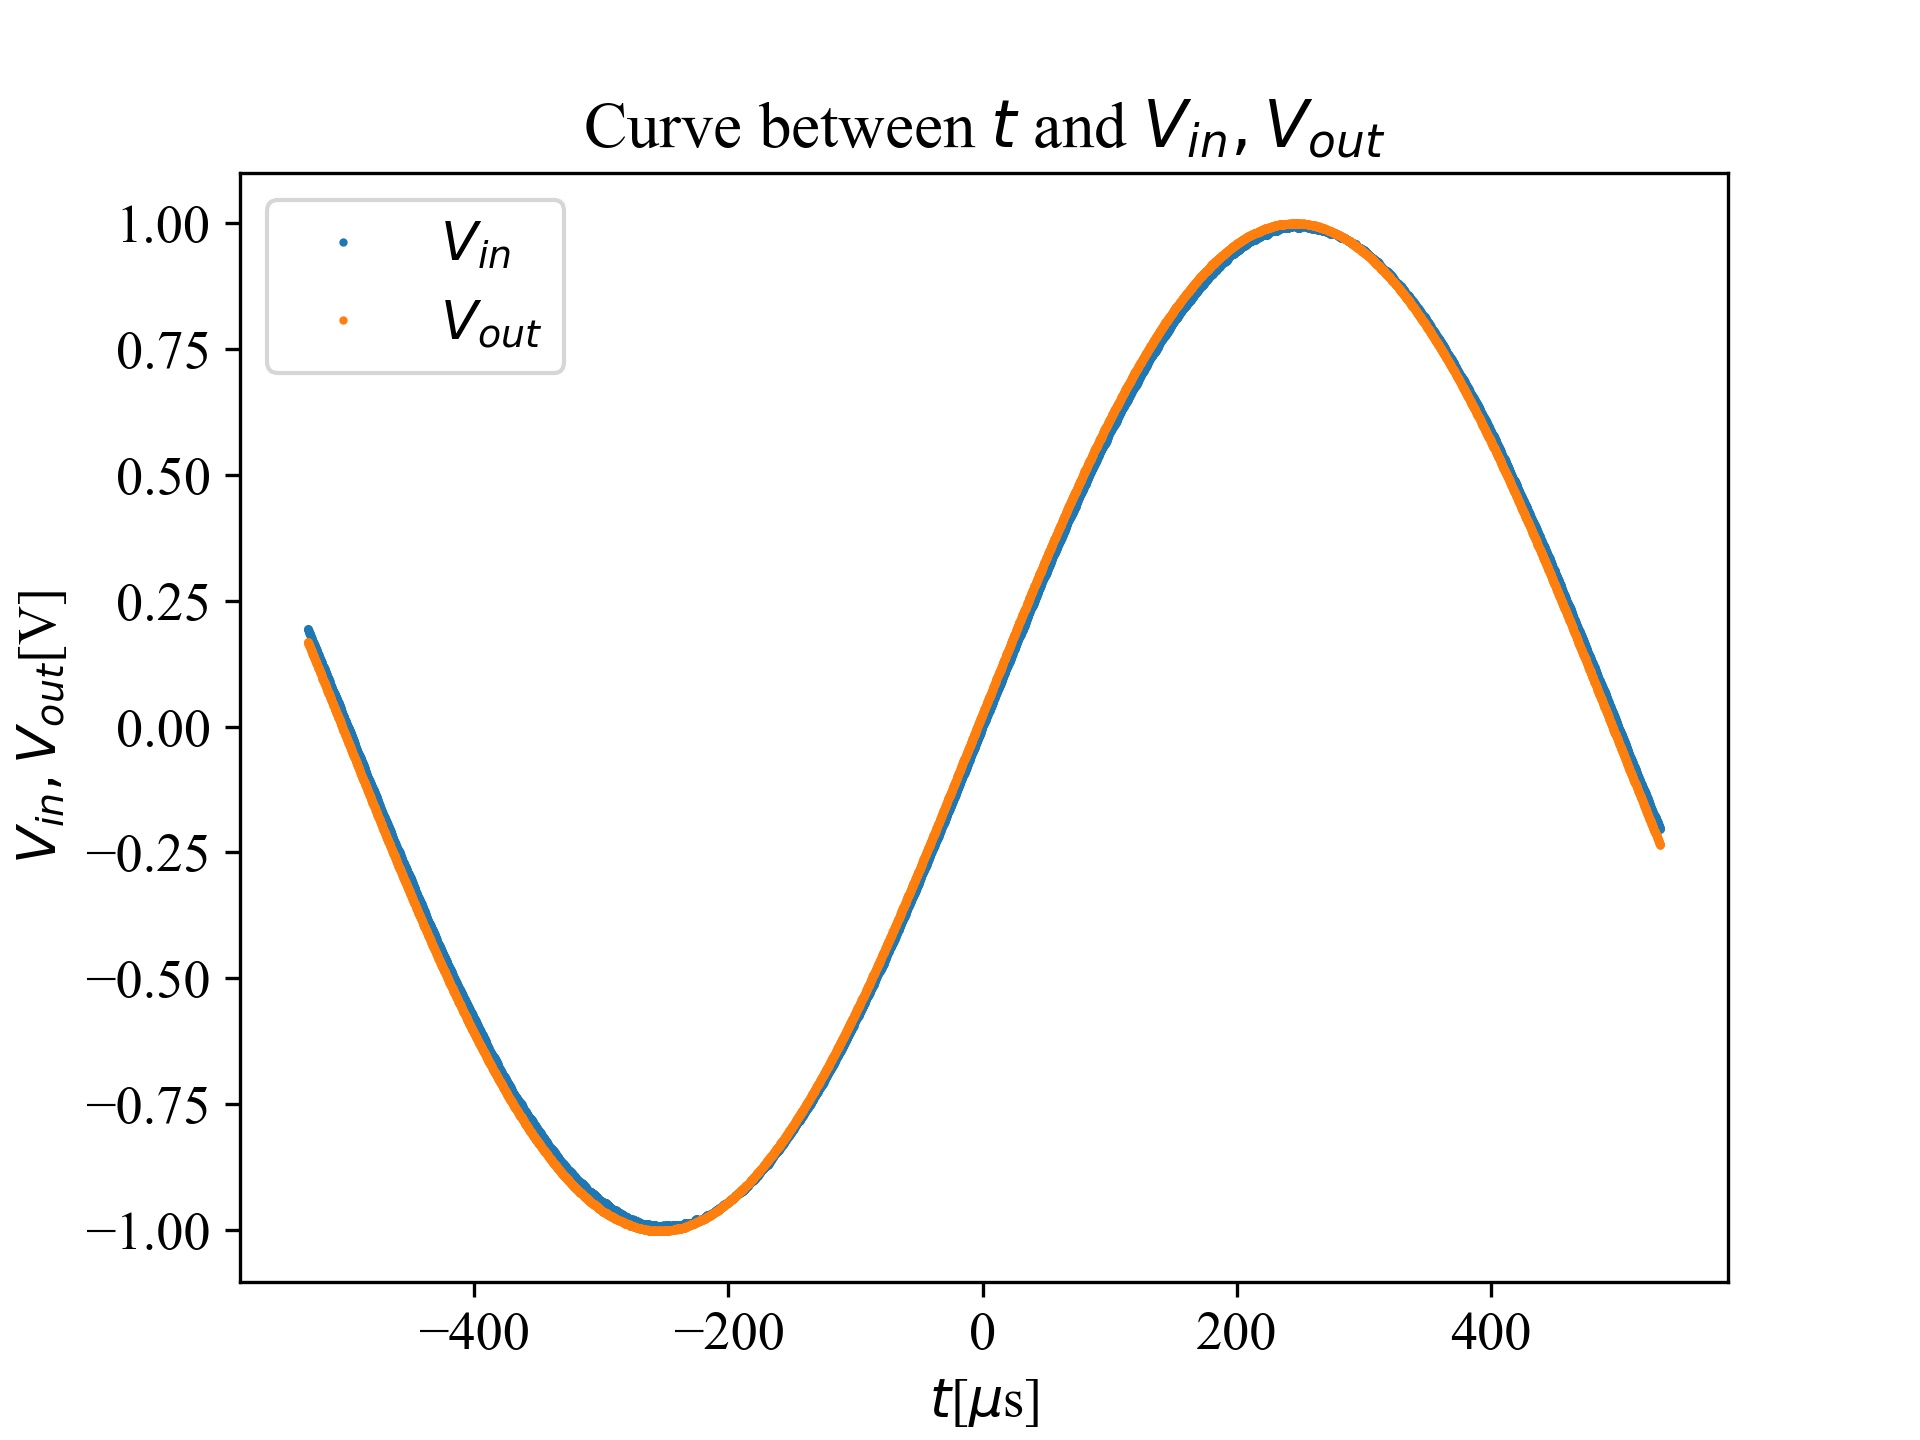 Curve between t and V_in, V_out
V_in
V_out
1.00
0.75
0.50
0.25
0.00
−0.25
−0.50
−0.75
−1.00
V_in, V_out[V]
−400 −200 0 200 400
t[μs]